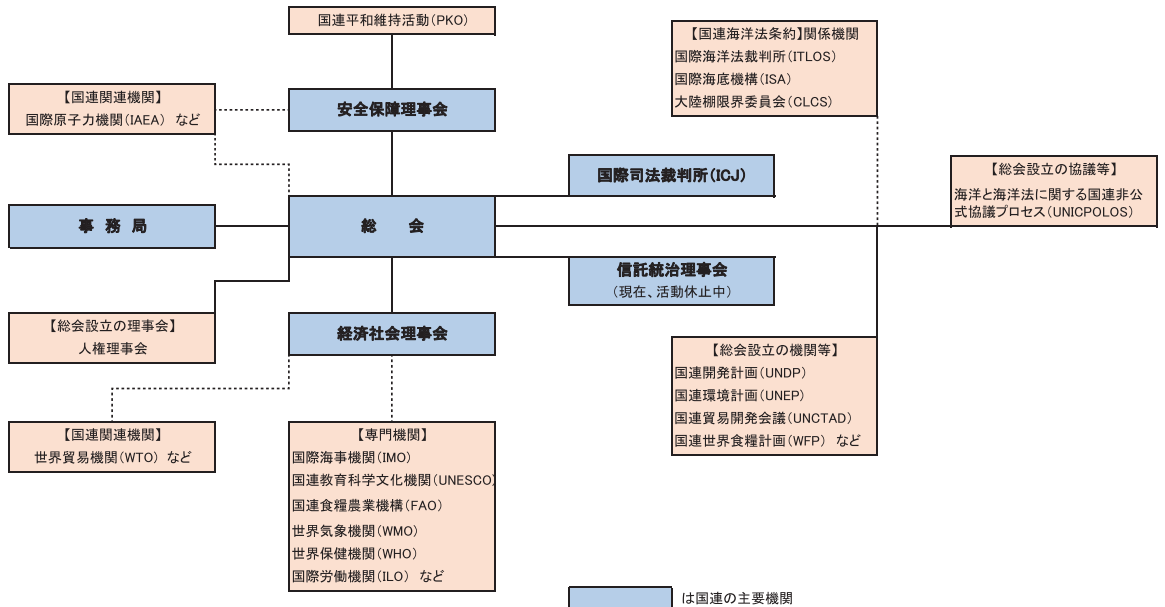 国連平和維持活動(PKO)
【国連海洋法条約】関係機関
国際海洋法裁判所(ITLOS)
国際海底機構(ISA)
大陸棚限界委員会(CLCS)
【国連関連機関】
国際原子力機関(IAEA) など
安全保障理事会
国際司法裁判所(ICJ)
【総会設立の協議等】
海洋と海洋法に関する国連非公
式協議プロセス(UNICPOLOS)
事 務 局
総 会
信託統治理事会
(現在、活動休止中)
【総会設立の理事会】
人権理事会
経済社会理事会
【総会設立の機関等】
国連開発計画(UNDP)
国連環境計画(UNEP)
国連貿易開発会議(UNCTAD)
国連世界食糧計画(WFP) など
【国連関連機関】
世界貿易機関(WTO) など
【専門機関】
国際海事機関(IMO)
国連教育科学文化機関(UNESCO)
国連食糧農業機構(FAO)
世界気象機関(WMO)
世界保健機関(WHO)
国際労働機関(ILO) など
は国連の主要機関